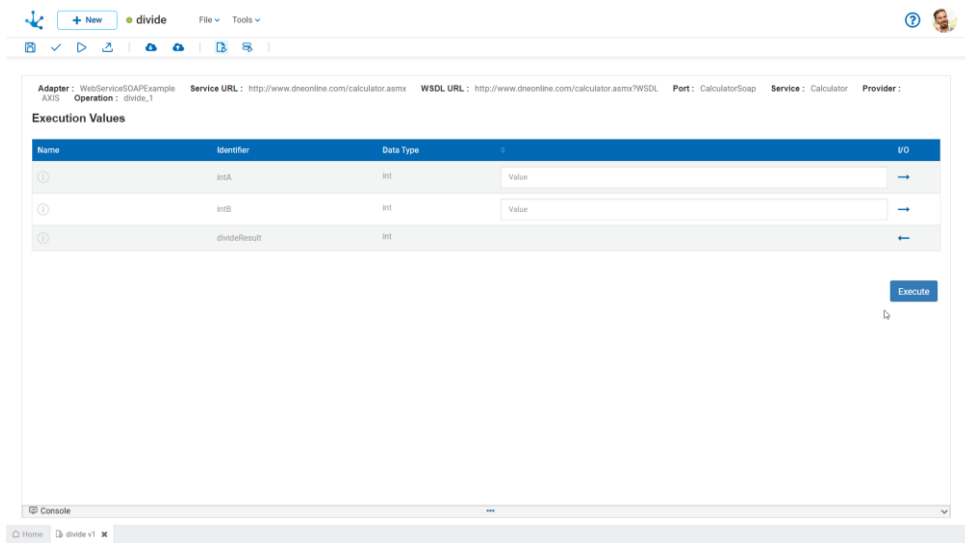 + New
divide
File
Tools
Adapter : WebServiceSOAPExample Service URL : http://www.dneonline.com/calculator.asmx WSDL URL : http://www.dneonline.com/calculator.asmx?WSDL Port : CalculatorSoap Service : Calculator Provider :
AXIS Operation : divide_1
Execution Values
Name Identifier Data Type I/O
intA int Value
intB int Value
divideResult int
Execute
Console
Home divide v1